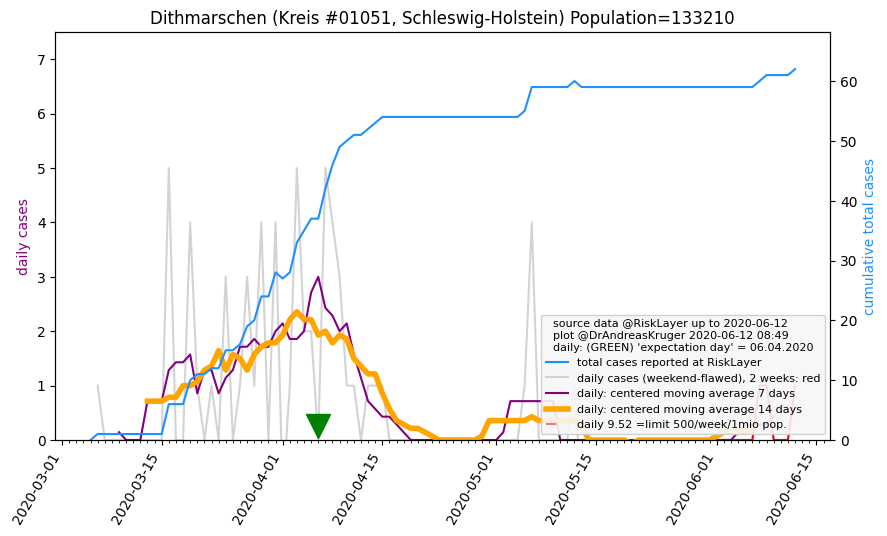 Dithmarschen (Kreis #01051, Schleswig-Holstein) Population=133210
daily cases
7
6
5
4
3
2
1
0
cumulative total cases
60
50
40
30
20
10
0
source data @RiskLayer up to 2020-06-12
plot @DrAndreasKruger 2020-06-12 08:49
daily: (GREEN) 'expectation day' = 06.04.2020
total cases reported at RiskLayer
daily cases (weekend-flawed), 2 weeks: red
daily: centered moving average 7 days
daily: centered moving average 14 days
daily 9.52 =limit 500/week/1mio pop.
2020-03-01
2020-03-15
2020-04-01
2020-04-15
2020-05-01
2020-05-15
2020-06-01
2020-06-15